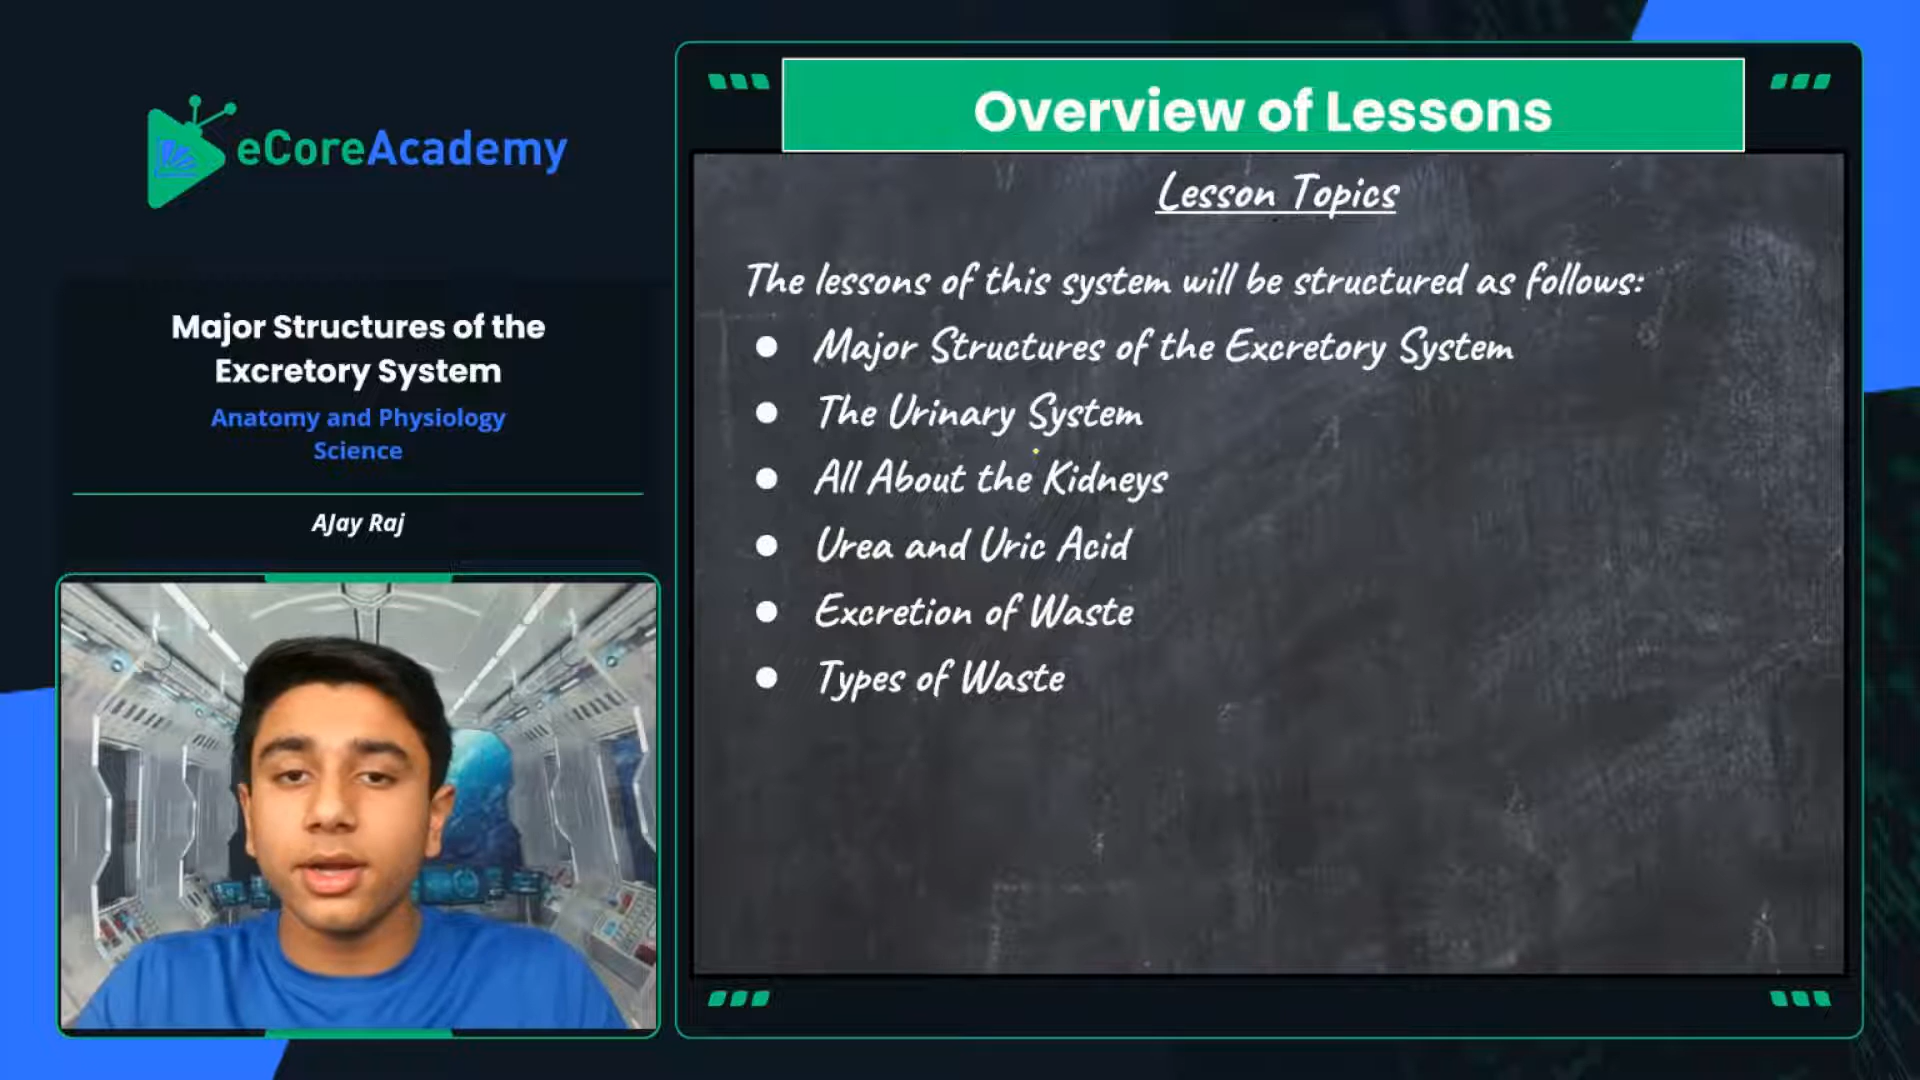 eCoreAcademy
Major Structures of the
Excretory System
Anatomy and Physiology
Science
AJay Raj
Overview of Lessons
Lesson Topics
The lessons of this system will be structured as follows:
● Major Structures of the Excretory System
● The Urinary System
● All About the Kidneys
● Urea and Uric Acid
● Excretion of Waste
● Types of Waste